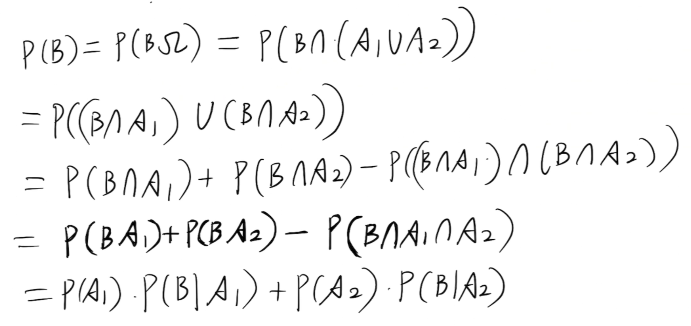 P(B)=P(BΩ)=P(B∩(A₁∪A₂))
=P((B∩A₁)∪(B∩A₂))
=P(B∩A₁)+P(B∩A₂)-P((B∩A₁)∩(B∩A₂))
=P(BA₁)+P(BA₂)-P(B∩A₁∩A₂)
=P(A₁)·P(B|A₁)+P(A₂)·P(B|A₂)